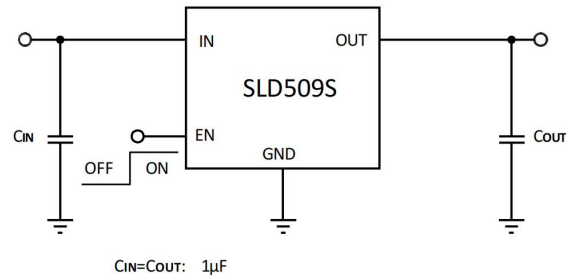 IN OUT
SLD509S
CIN EN COUT
OFF ON GND
CIN=COUT: 1µF